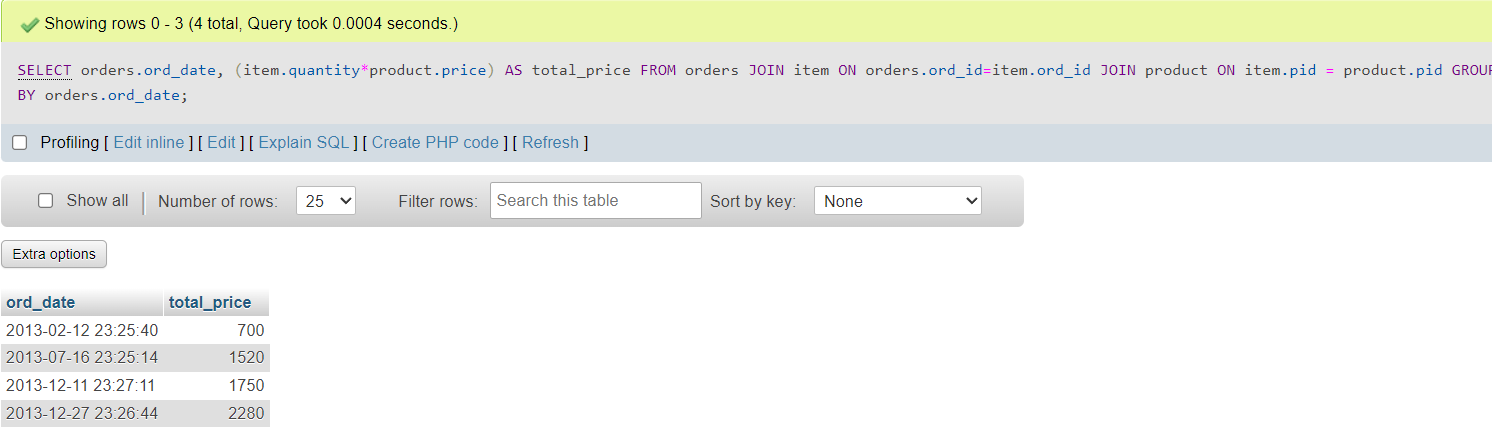 Showing rows 0 - 3 (4 total, Query took 0.0004 seconds.)
SELECT orders.ord_date, (item.quantity*product.price) AS total_price FROM orders JOIN item ON orders.ord_id=item.ord_id JOIN product ON item.pid = product.pid GROUP
BY orders.ord_date;
Profiling [ Edit inline ] [ Edit ] [ Explain SQL ] [ Create PHP code ] [ Refresh ]
Show all Number of rows: 25 Filter rows: Search this table Sort by key: None
Extra options
ord_date total_price
2013-02-12 23:25:40 700
2013-07-16 23:25:14 1520
2013-12-11 23:27:11 1750
2013-12-27 23:26:44 2280